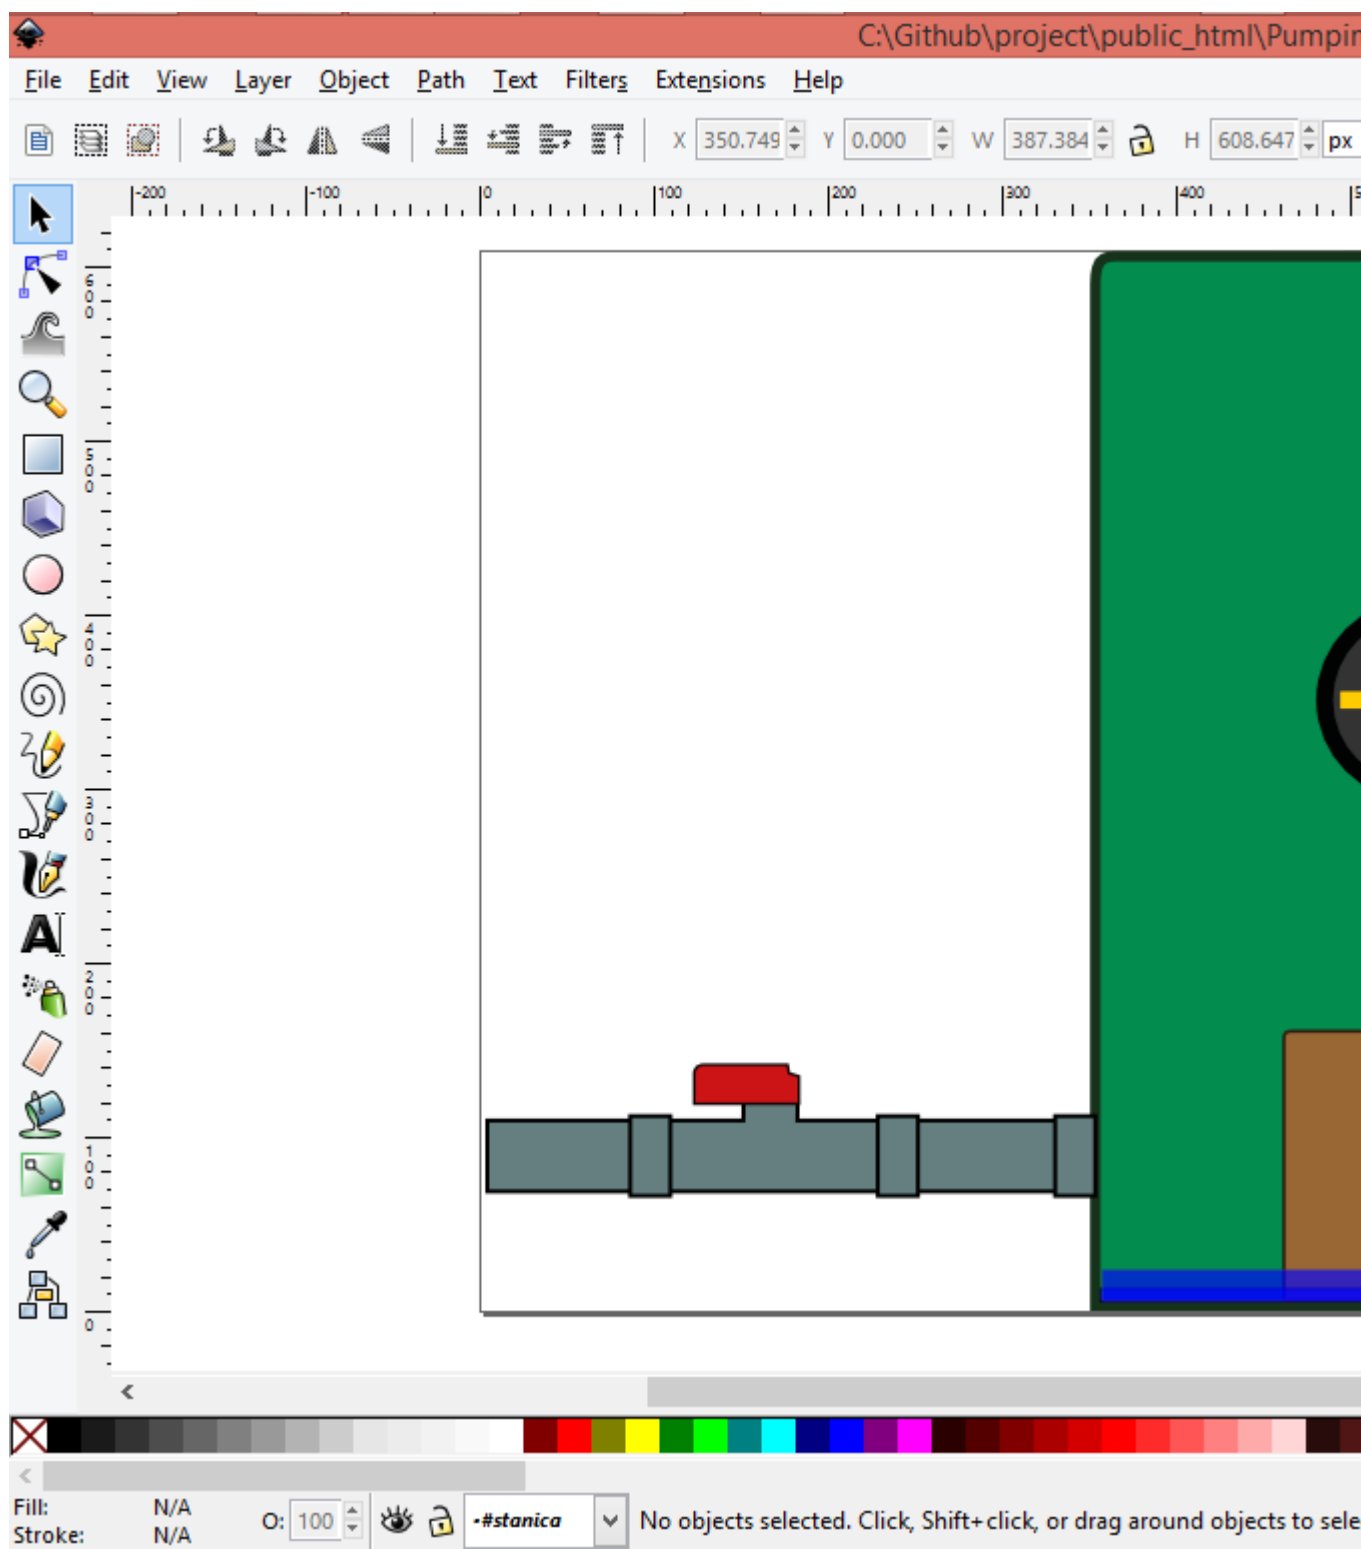 C:\Github\project\public_html\Pumpin
File Edit View Layer Object Path Text Filters Extensions Help
X 350.749 Y 0.000 W 387.384 H 608.647 px
-200 -100 0 100 200 300 400 5
600
500
400
300
200
100
0
A
Fill: N/A O: 100 •#stanica No objects selected. Click, Shift+click, or drag around objects to sele
Stroke: N/A